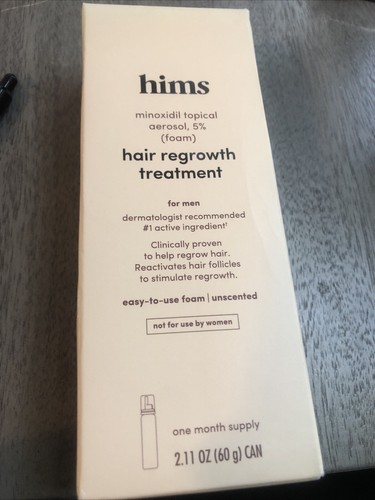 hims
minoxidil topical
aerosol, 5%
(foam)
hair regrowth
treatment
for men
dermatologist recommended
#1 active ingredient†
Clinically proven
to help regrow hair.
Reactivates hair follicles
to stimulate regrowth.
easy-to-use foam | unscented
not for use by women
one month supply
2.11 OZ (60 g) CAN